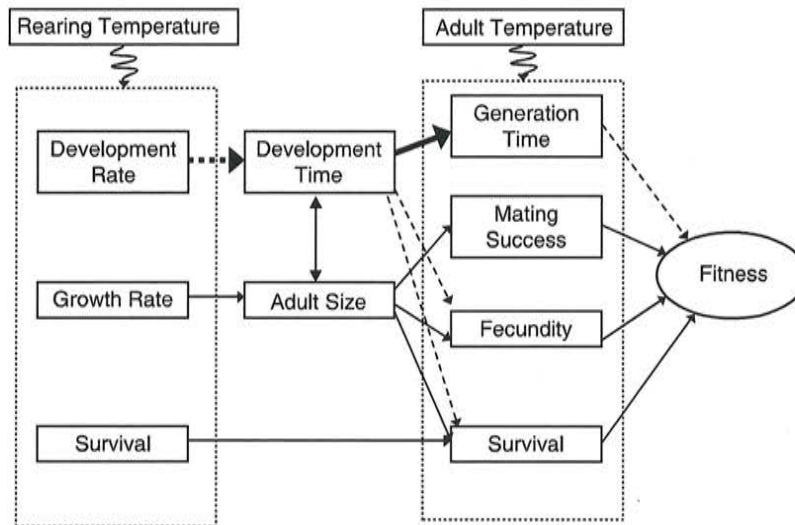 Rearing Temperature
Adult Temperature
Development
Rate
Development
Time
Generation
Time
Mating
Success
Growth Rate
Adult Size
Fecundity
Fitness
Survival
Survival